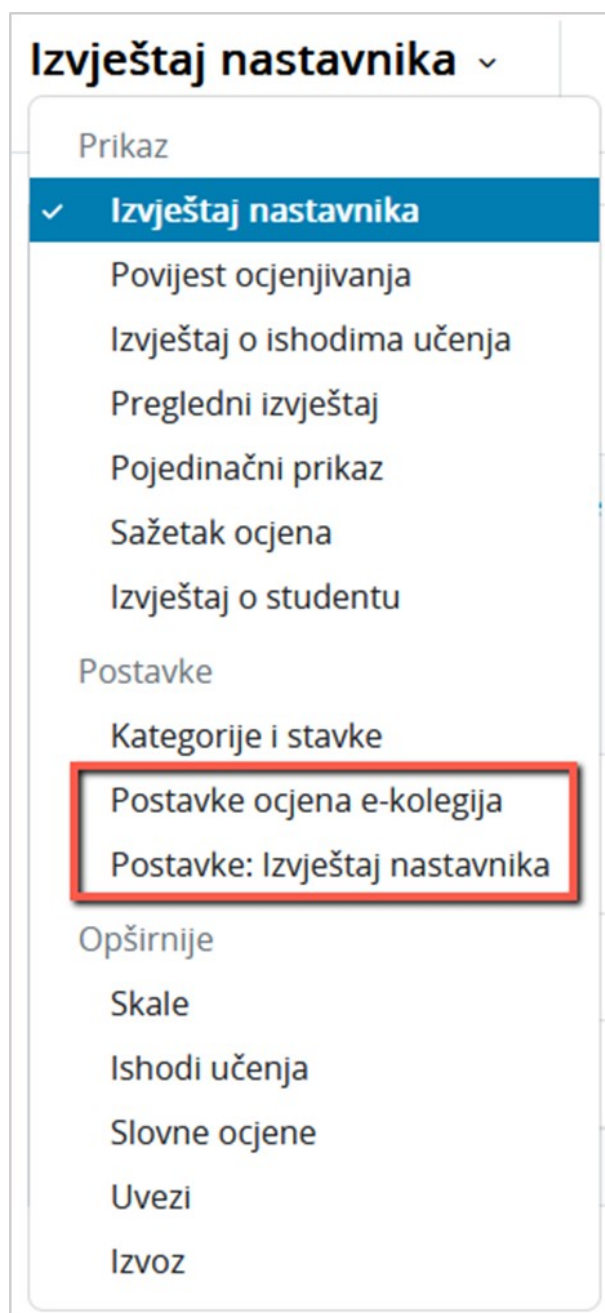 Izvještaj nastavnika
Prikaz
Izvještaj nastavnika
Povijest ocjenjivanja
Izvještaj o ishodima učenja
Pregledni izvještaj
Pojedinačni prikaz
Sažetak ocjena
Izvještaj o studentu
Postavke
Kategorije i stavke
Postavke ocjena e-kolegija
Postavke: Izvještaj nastavnika
Opširnije
Skale
Ishodi učenja
Slovne ocjene
Uvezi
Izvoz